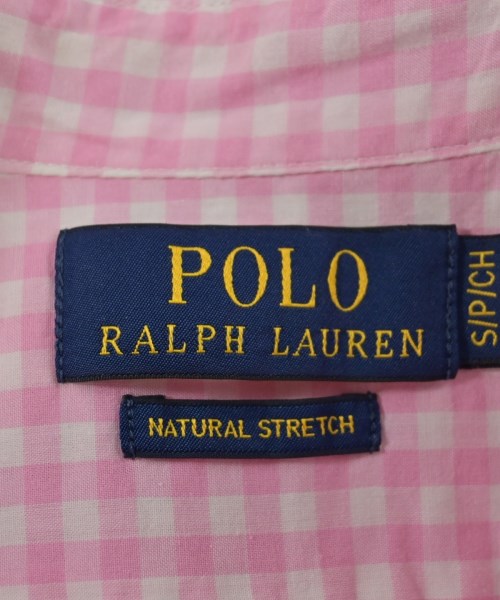 POLO
RALPH LAUREN
S/P/CH
NATURAL STRETCH